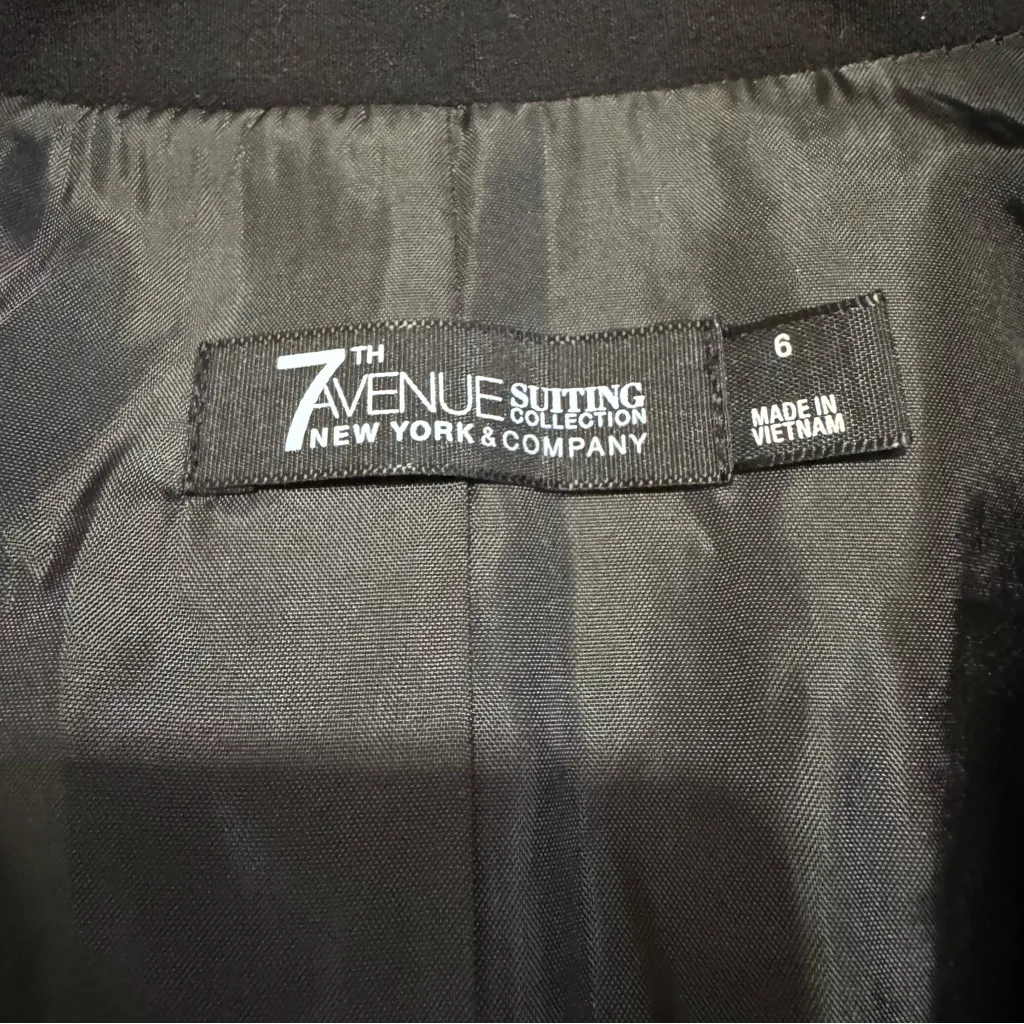 7TH
AVENUE SUITING
COLLECTION
NEW YORK & COMPANY
6
MADE IN
VIETNAM